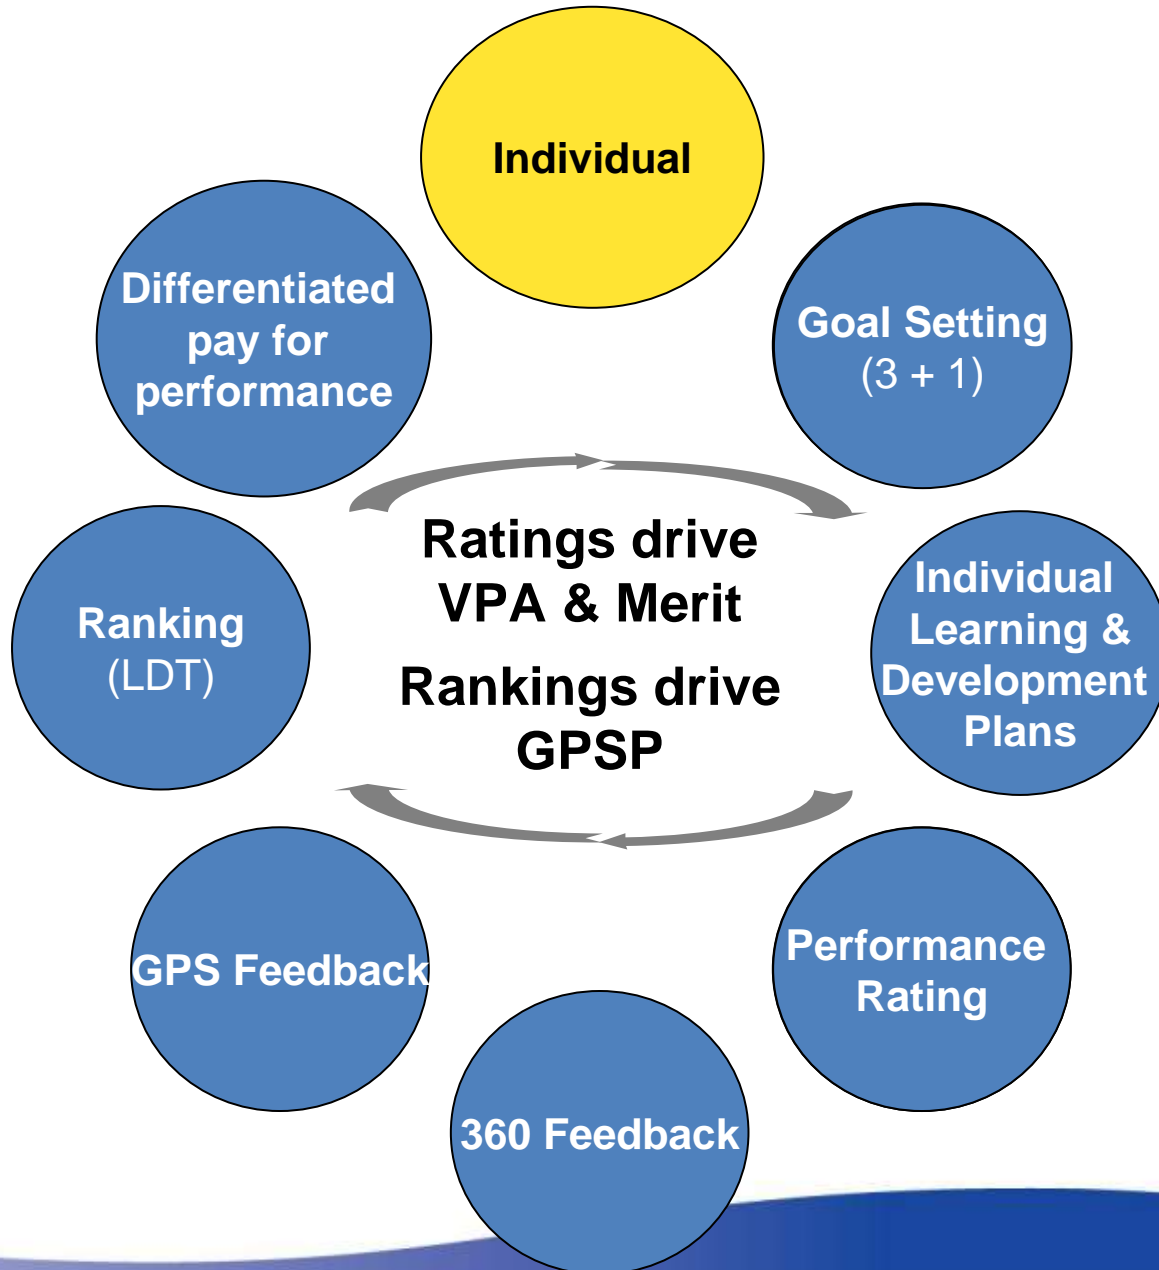 Individual
Goal Setting
(3 + 1)
Individual
Learning &
Development
Plans
Performance
Rating
360 Feedback
GPS Feedback
Ranking
(LDT)
Differentiated
pay for
performance
Ratings drive
VPA & Merit
Rankings drive
GPSP